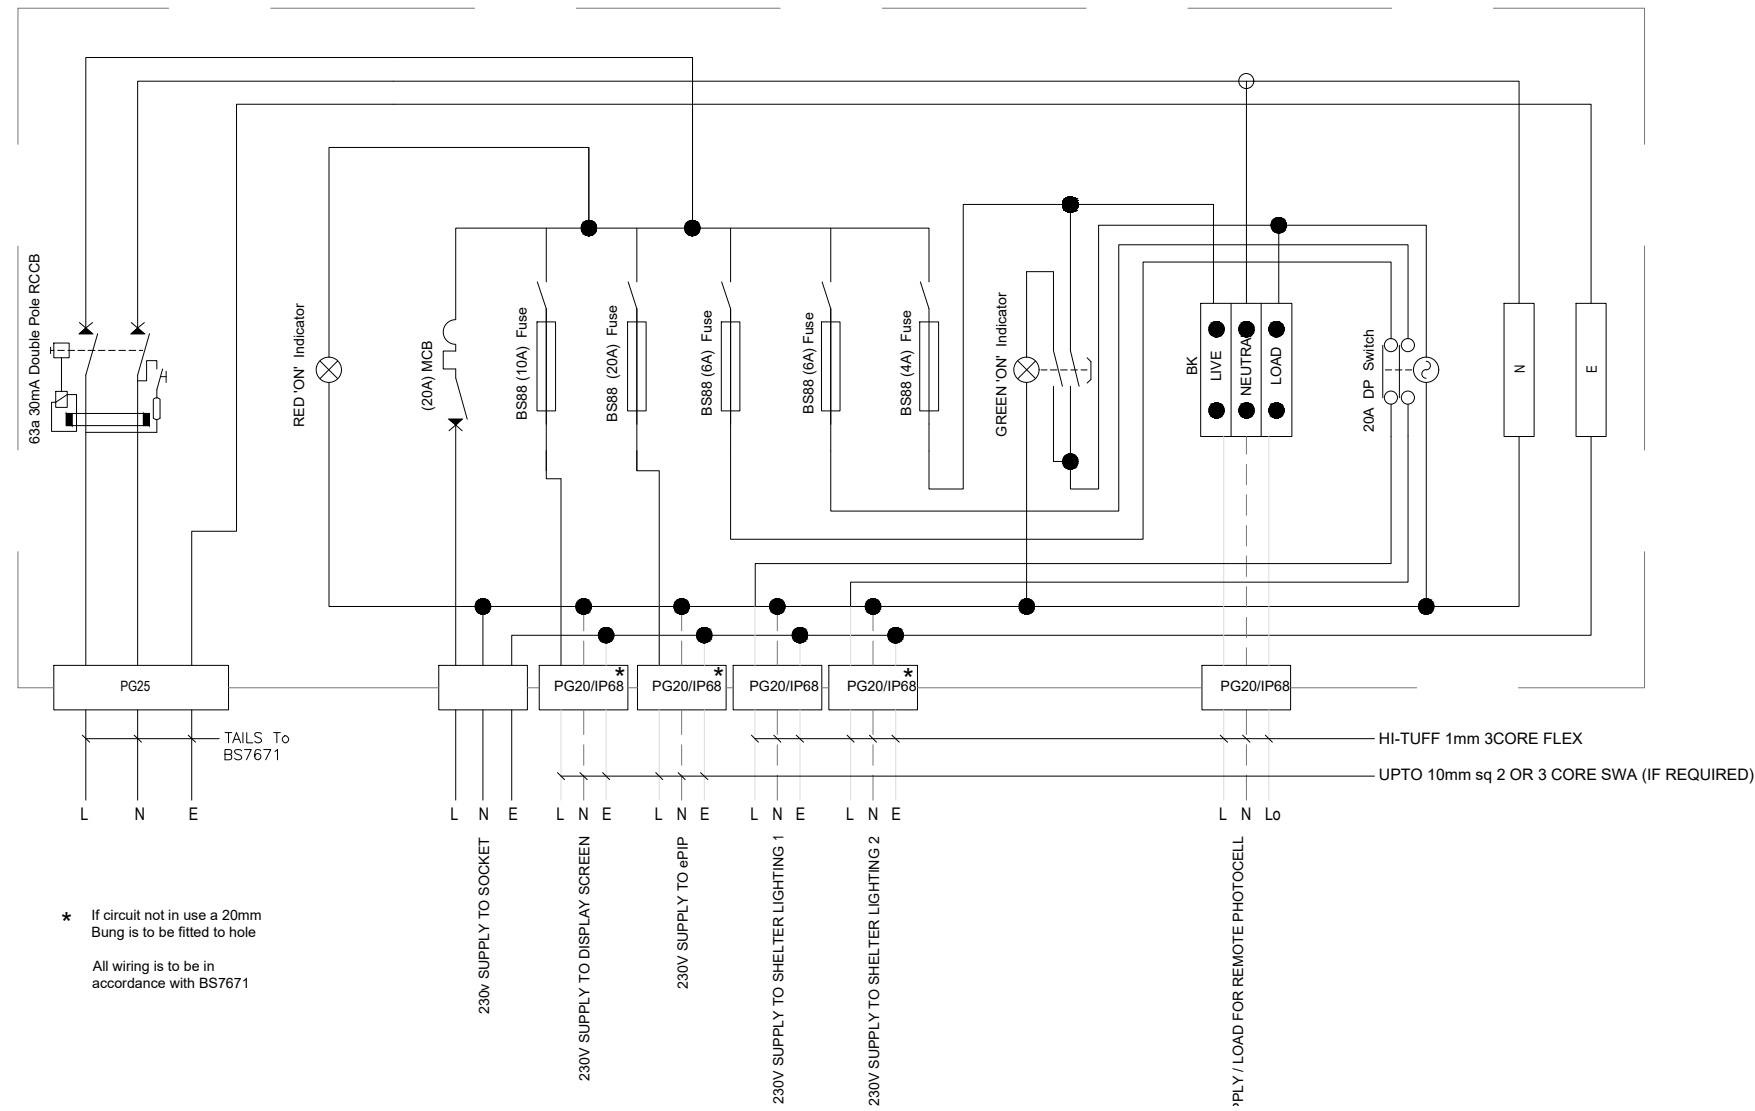 63a 30mA Double Pole RCCB
RED 'ON' Indicator
(20A) MCB
BS88 (10A) Fuse
BS88 (20A) Fuse
BS88 (6A) Fuse
BS88 (6A) Fuse
BS88 (4A) Fuse
GREEN 'ON' Indicator
BK
LIVE
NEUTRA
LOAD
20A DP Switch
N
E
PG25
PG20/IP68 *
PG20/IP68 *
PG20/IP68
PG20/IP68 *
PG20/IP68
TAILS To
BS7671
HI-TUFF 1mm 3CORE FLEX
UPTO 10mm sq 2 OR 3 CORE SWA (IF REQUIRED)
L N E
L N E
L N E
L N E
L N E
L N E
L N Lo
230v SUPPLY TO SOCKET
230V SUPPLY TO DISPLAY SCREEN
230V SUPPLY TO ePIP
230V SUPPLY TO SHELTER LIGHTING 1
230V SUPPLY TO SHELTER LIGHTING 2
PPLY / LOAD FOR REMOTE PHOTOCELL
* If circuit not in use a 20mm
Bung is to be fitted to hole
All wiring is to be in
accordance with BS7671